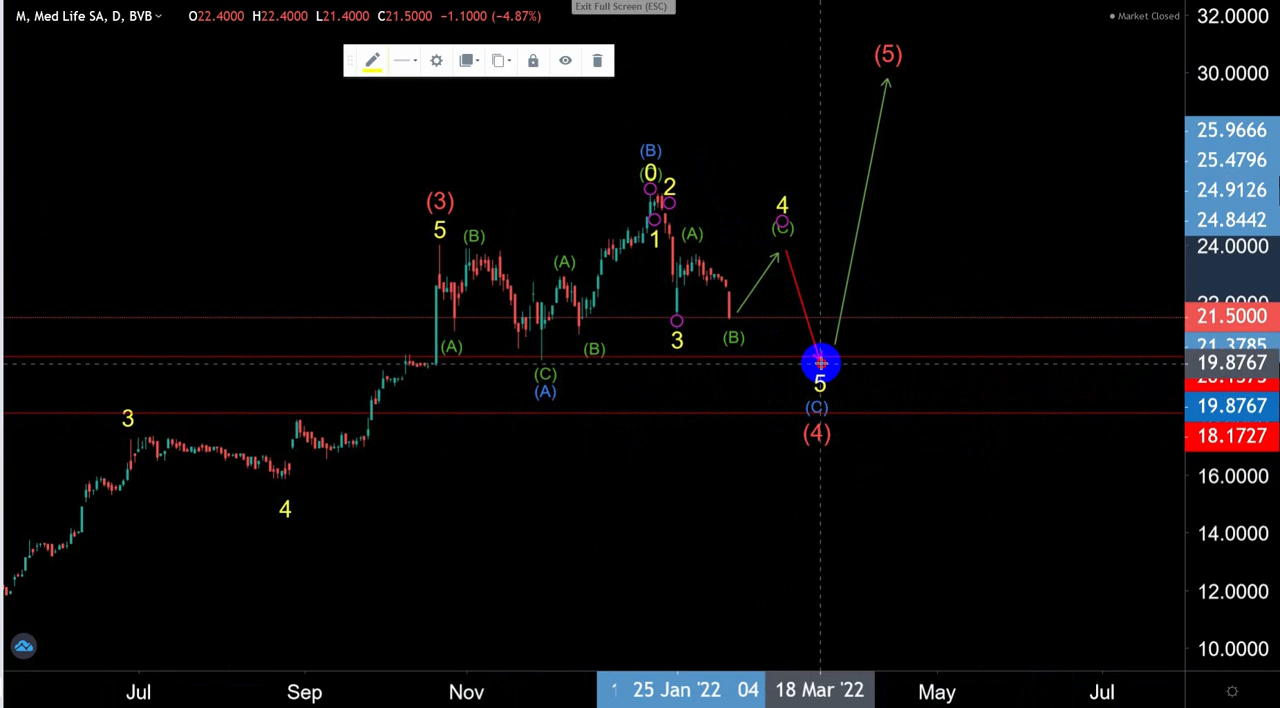 Exit Full Screen (ESC)
M, Med Life SA, D, BVB O22.4000 H22.4000 L21.4000 C21.5000 −1.1000 (−4.87%)
Market Closed
32.0000
(5)
30.0000
25.9666
(B)
25.4796
0
2
24.9126
(3)
4
24.8442
5
(B)
1
(A)
(C)
24.0000
(A)
22.0000
21.5000
(A)
(B)
3
(B)
21.3785
19.8767
(C)
5
(A)
(C)
19.8767
3
(4)
18.1727
16.0000
4
14.0000
12.0000
10.0000
Jul
Sep
Nov
25 Jan '22
04
18 Mar '22
May
Jul